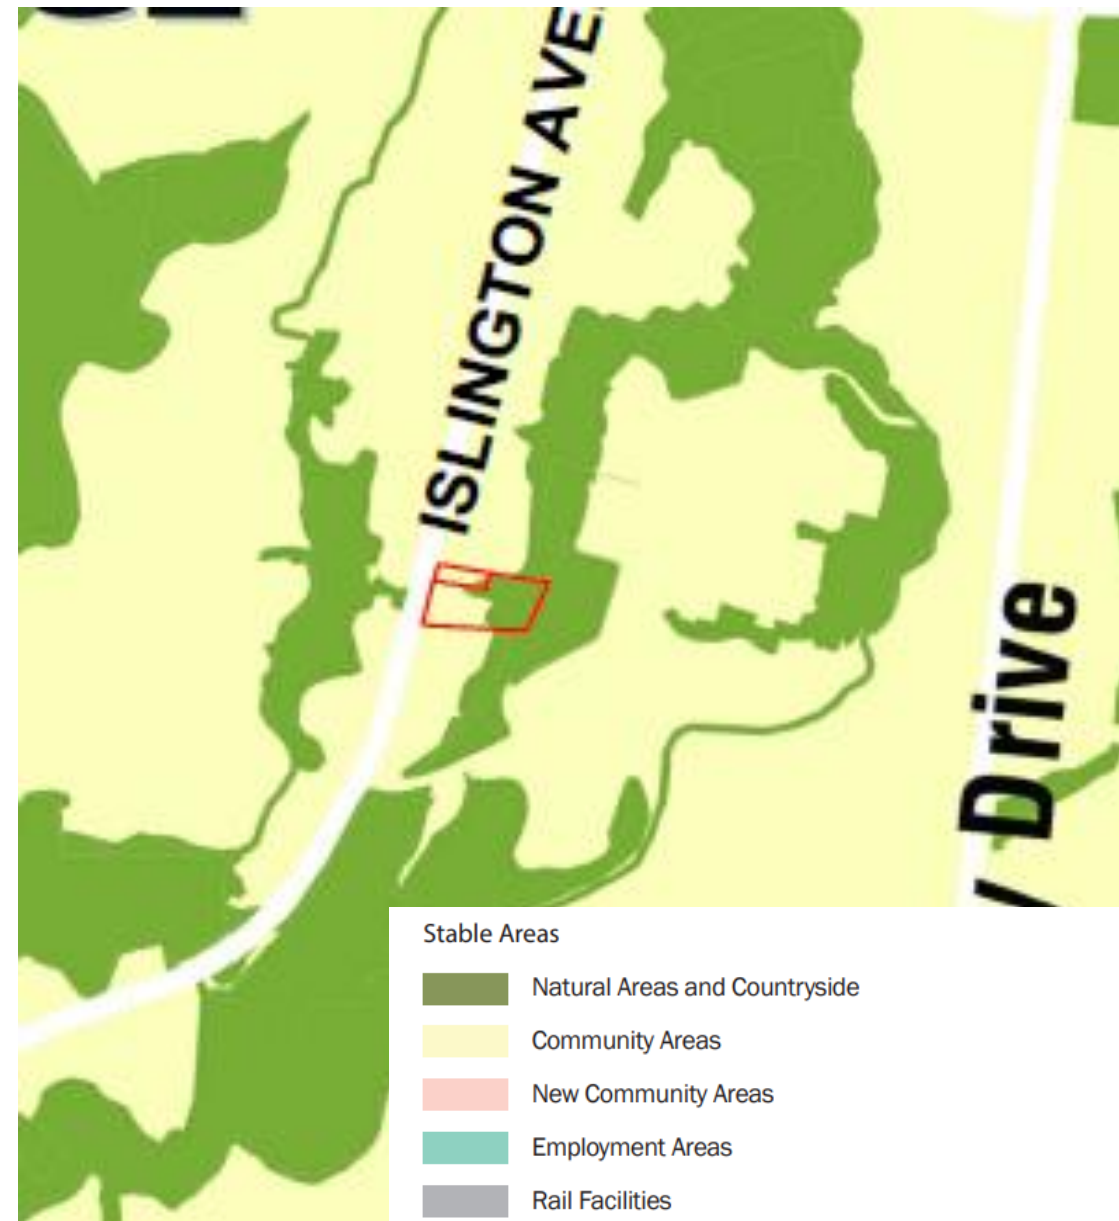 ISLINGTON AVE
Drive
Stable Areas
Natural Areas and Countryside
Community Areas
New Community Areas
Employment Areas
Rail Facilities